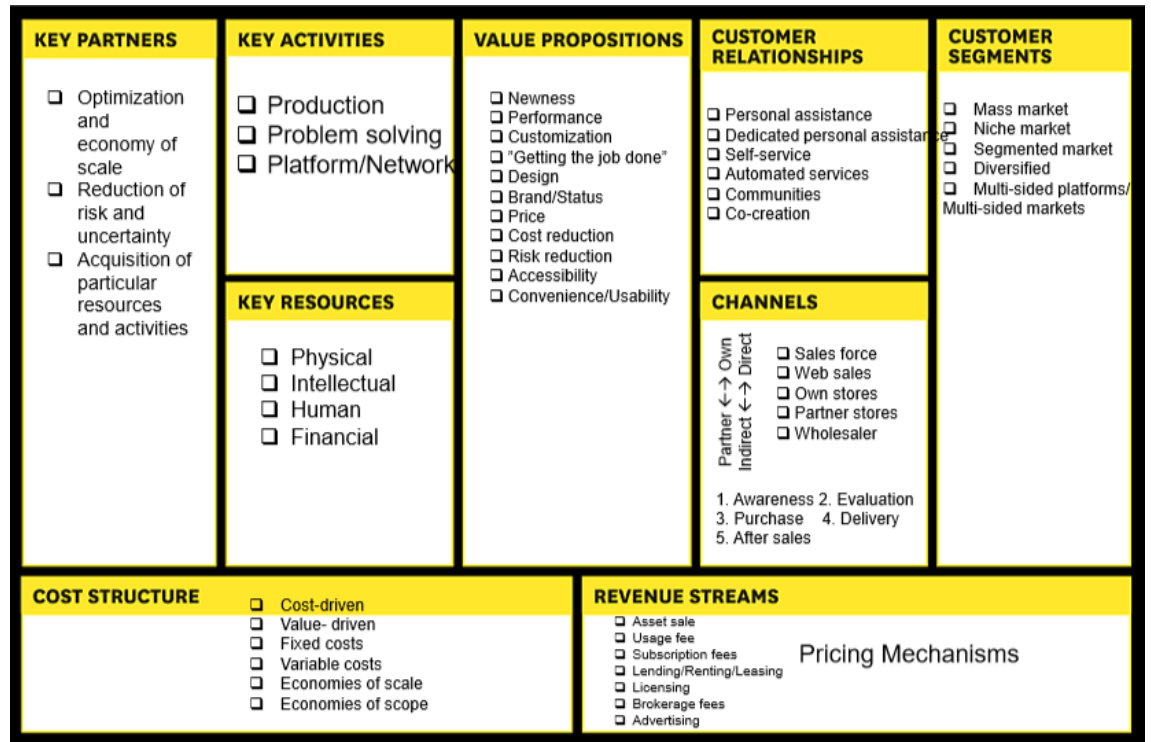 KEY PARTNERS
❑ Optimization
and
economy of
scale
❑ Reduction of
risk and
uncertainty
❑ Acquisition of
particular
resources
and activities
KEY ACTIVITIES
❑ Production
❑ Problem solving
❑ Platform/Network
KEY RESOURCES
❑ Physical
❑ Intellectual
❑ Human
❑ Financial
VALUE PROPOSITIONS
❑ Newness
❑ Performance
❑ Customization
❑ ”Getting the job done”
❑ Design
❑ Brand/Status
❑ Price
❑ Cost reduction
❑ Risk reduction
❑ Accessibility
❑ Convenience/Usability
CUSTOMER
RELATIONSHIPS
❑ Personal assistance
❑ Dedicated personal assistance
❑ Self-service
❑ Automated services
❑ Communities
❑ Co-creation
CHANNELS
Partner ←→ Own
Indirect ←→ Direct
❑ Sales force
❑ Web sales
❑ Own stores
❑ Partner stores
❑ Wholesaler
1. Awareness 2. Evaluation
3. Purchase 4. Delivery
5. After sales
CUSTOMER
SEGMENTS
❑ Mass market
❑ Niche market
❑ Segmented market
❑ Diversified
❑ Multi-sided platforms/
Multi-sided markets
COST STRUCTURE
❑ Cost-driven
❑ Value- driven
❑ Fixed costs
❑ Variable costs
❑ Economies of scale
❑ Economies of scope
REVENUE STREAMS
❑ Asset sale
❑ Usage fee
❑ Subscription fees
❑ Lending/Renting/Leasing
❑ Licensing
❑ Brokerage fees
❑ Advertising
Pricing Mechanisms